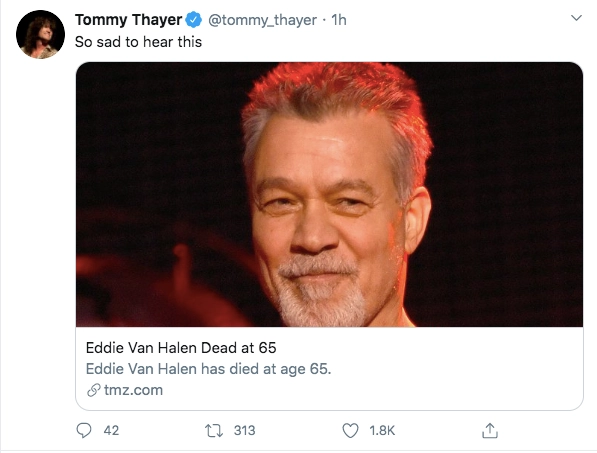 Tommy Thayer @tommy_thayer · 1h
So sad to hear this
Eddie Van Halen Dead at 65
Eddie Van Halen has died at age 65.
tmz.com
42 313 1.8K